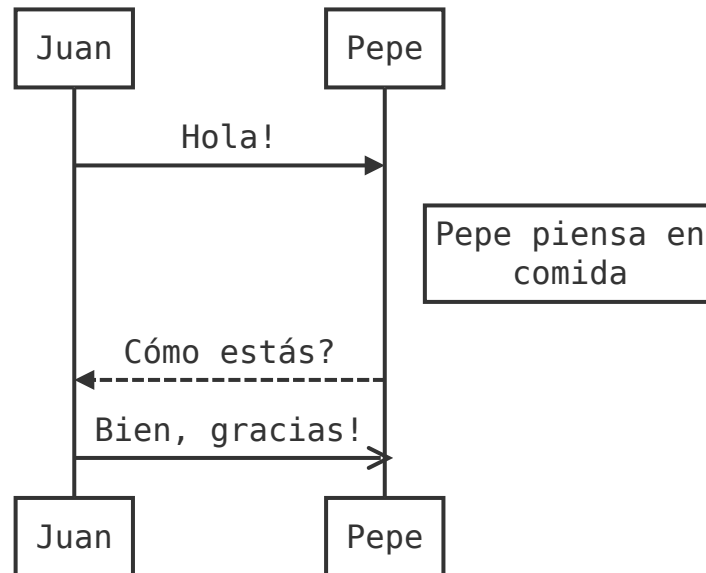 Juan
Pepe
Hola!
Pepe piensa en
comida
Cómo estás?
Bien, gracias!
Juan
Pepe